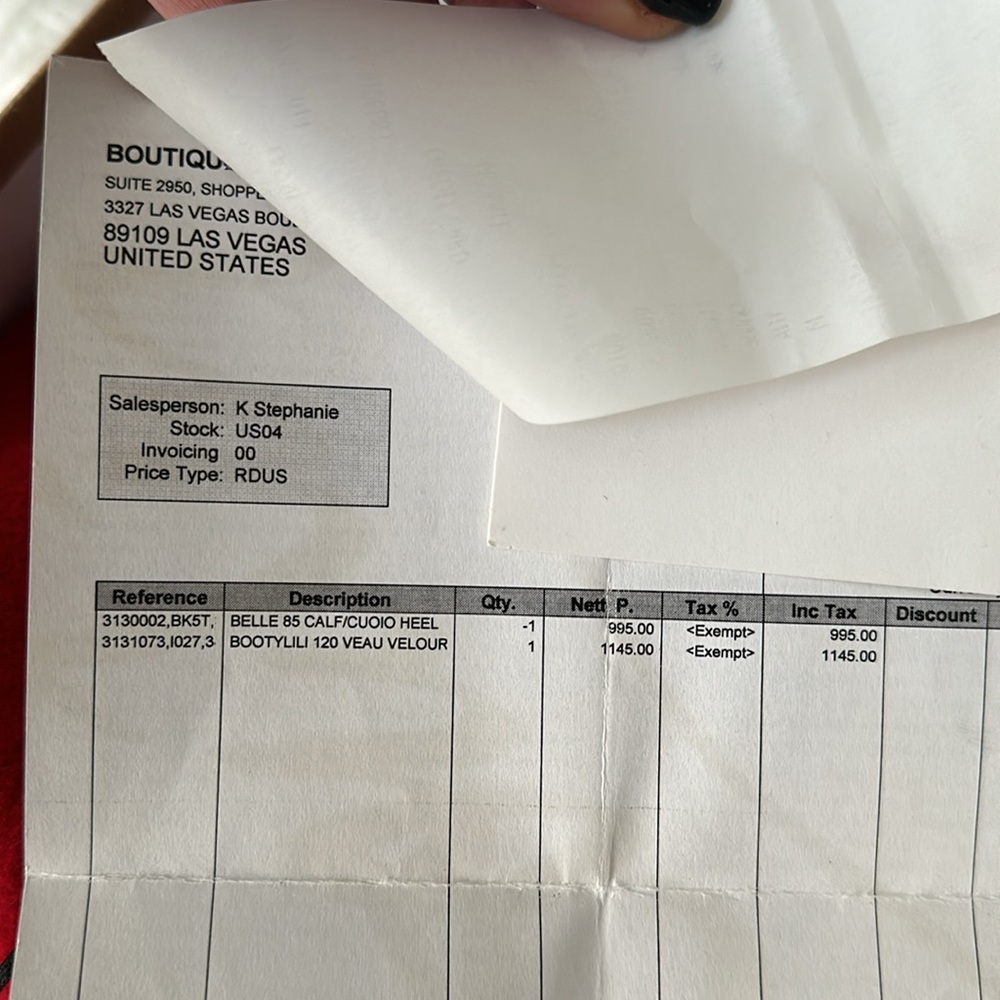 BOUTIQU
SUITE 2950, SHOPP
3327 LAS VEGAS BOU
89109 LAS VEGAS
UNITED STATES
Salesperson: K Stephanie
Stock: US04
Invoicing 00
Price Type: RDUS
Reference Description Qty. Nett P. Tax % Inc Tax Discount
3130002,BK5T, BELLE 85 CALF/CUOIO HEEL -1 995.00 <Exempt> 995.00
3131073,I027,3 BOOTYLILI 120 VEAU VELOUR 1 1145.00 <Exempt> 1145.00